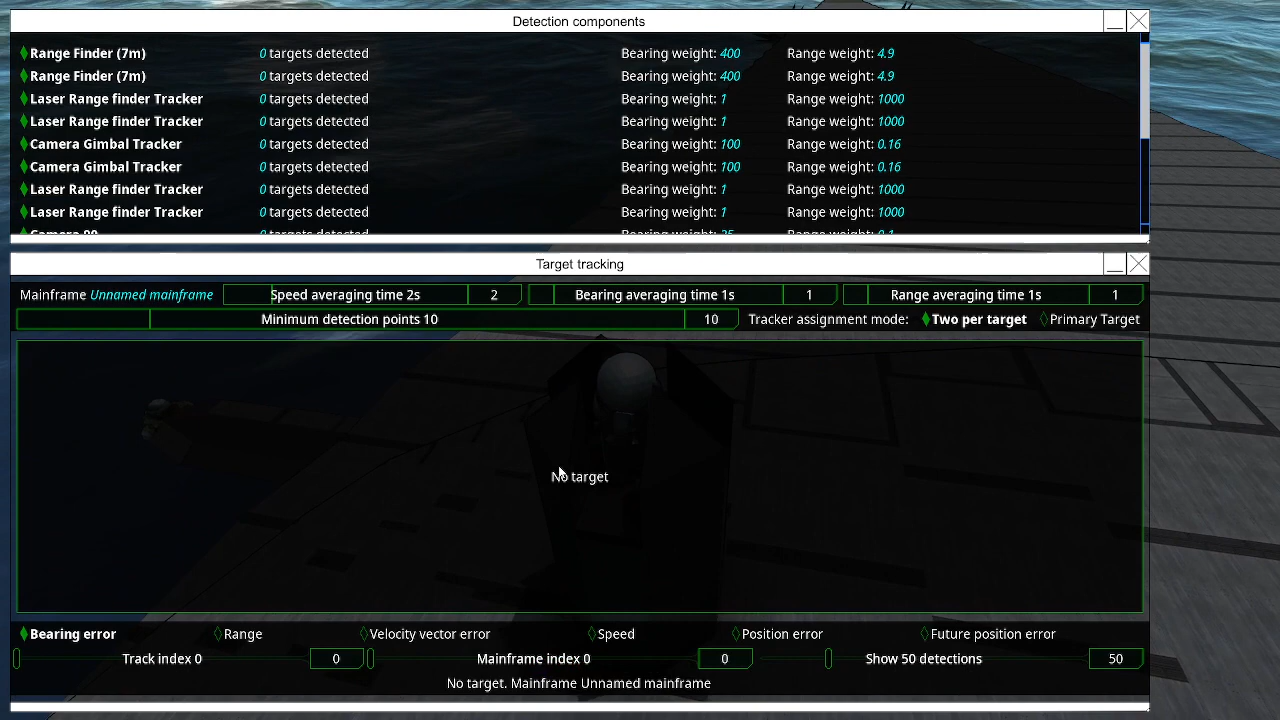 Detection components
Range Finder (7m) 0 targets detected Bearing weight: 400 Range weight: 4.9
Range Finder (7m) 0 targets detected Bearing weight: 400 Range weight: 4.9
Laser Range finder Tracker 0 targets detected Bearing weight: 1 Range weight: 1000
Laser Range finder Tracker 0 targets detected Bearing weight: 1 Range weight: 1000
Camera Gimbal Tracker 0 targets detected Bearing weight: 100 Range weight: 0.16
Camera Gimbal Tracker 0 targets detected Bearing weight: 100 Range weight: 0.16
Laser Range finder Tracker 0 targets detected Bearing weight: 1 Range weight: 1000
Laser Range finder Tracker 0 targets detected Bearing weight: 1 Range weight: 1000
Camera 0 targets detected Bearing weight: Range weight:
Target tracking
Mainframe Unnamed mainframe Speed averaging time 2s 2 Bearing averaging time 1s 1 Range averaging time 1s 1
Minimum detection points 10 10 Tracker assignment mode: Two per target Primary Target
No target
Bearing error Range Velocity vector error Speed Position error Future position error
Track index 0 0 Mainframe index 0 0 Show 50 detections 50
No target. Mainframe Unnamed mainframe